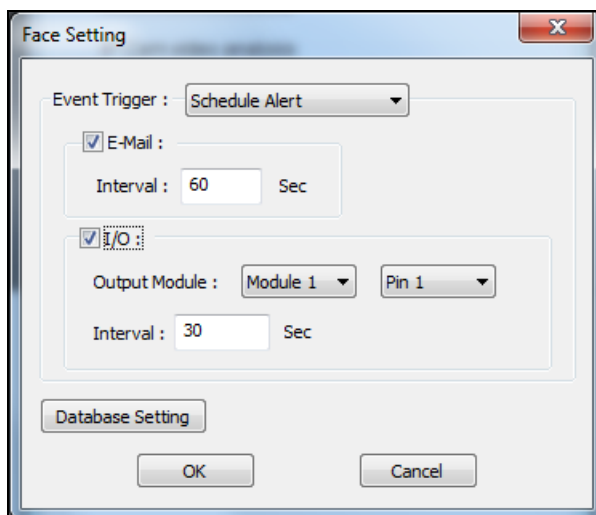 Face Setting
Event Trigger : Schedule Alert
E-Mail :
Interval : 60 Sec
I/O :
Output Module : Module 1 Pin 1
Interval : 30 Sec
Database Setting
OK Cancel